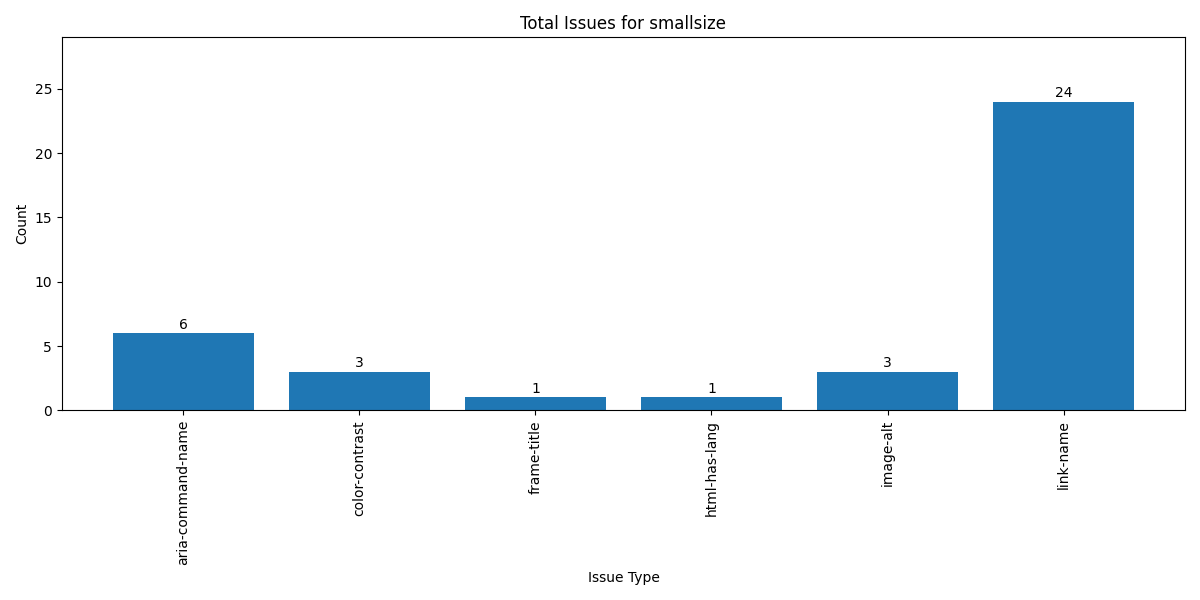 Total Issues for smallsize
Count
25
20
15
10
5
0
6
3
1
1
3
24
aria-command-name
color-contrast
frame-title
html-has-lang
image-alt
link-name
Issue Type